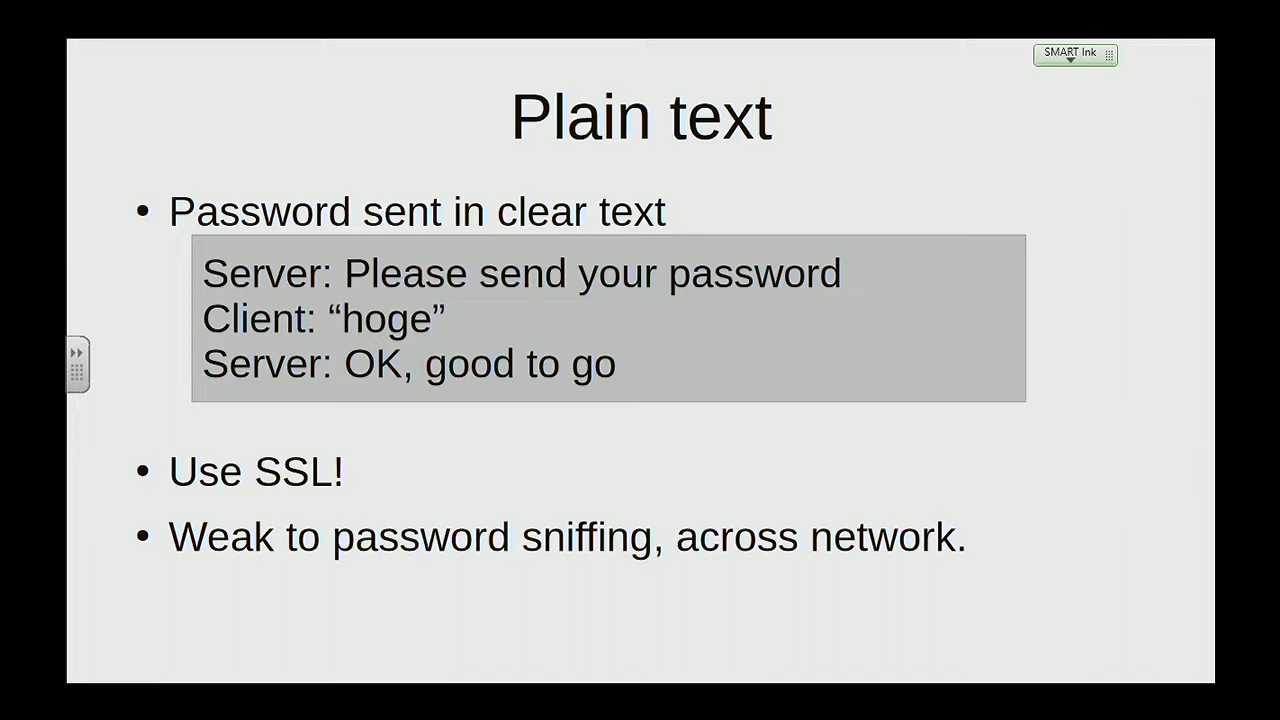 SMART Ink
Plain text
• Password sent in clear text
Server: Please send your password
Client: “hoge”
Server: OK, good to go
• Use SSL!
• Weak to password sniffing, across network.